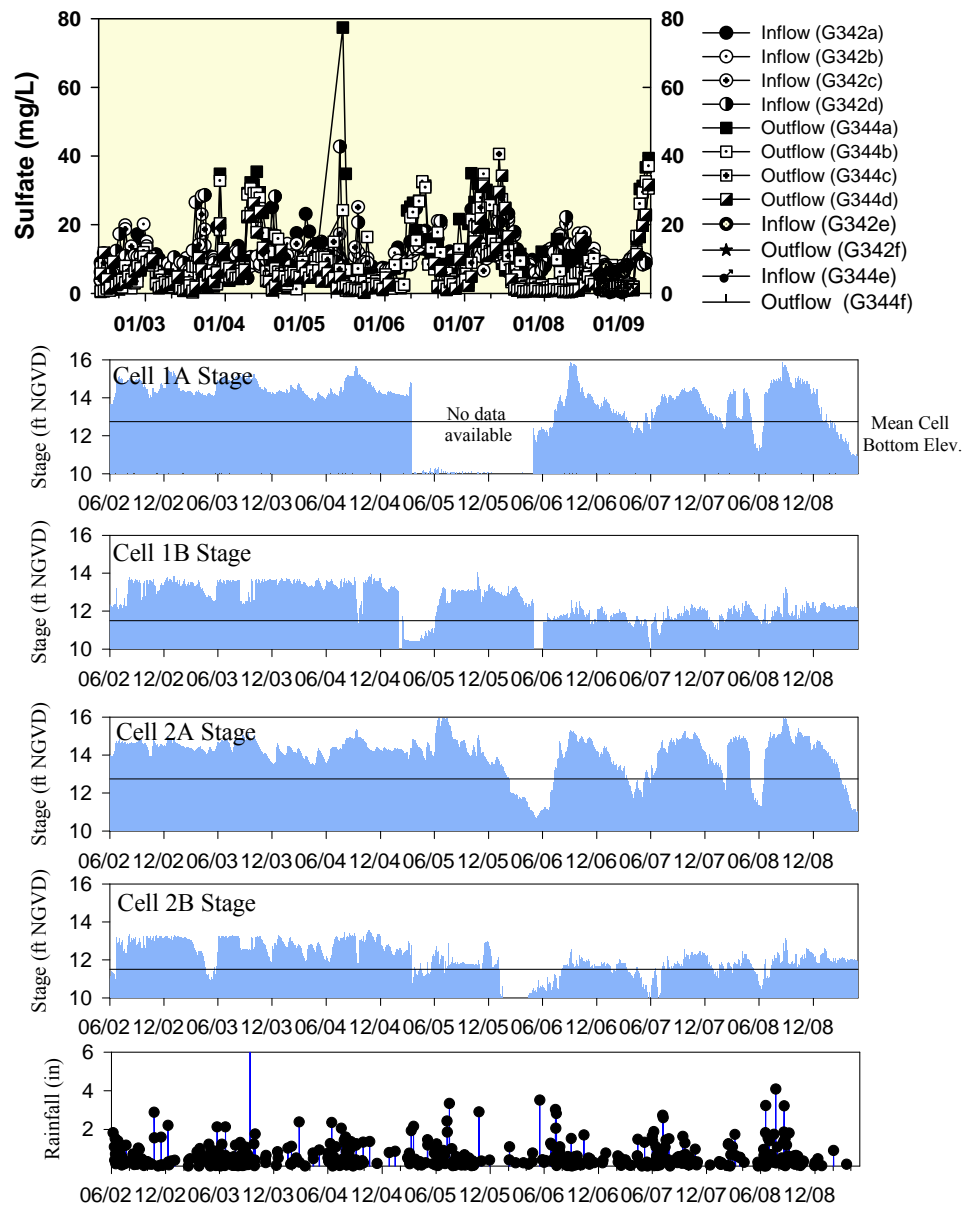 80 80
60 60
40 40
20 20
0 0
Sulfate (mg/L)
01/03 01/04 01/05 01/06 01/07 01/08 01/09
Inflow (G342a)
Inflow (G342b)
Inflow (G342c)
Inflow (G342d)
Outflow (G344a)
Outflow (G344b)
Outflow (G344c)
Outflow (G344d)
Inflow (G342e)
Outflow (G342f)
Inflow (G344e)
Outflow (G344f)
Cell 1A Stage
Stage (ft NGVD)
16
14
12
10
No data
available
Mean Cell
Bottom Elev.
06/02 12/02 06/03 12/03 06/04 12/04 06/05 12/05 06/06 12/06 06/07 12/07 06/08 12/08
Cell 1B Stage
Stage (ft NGVD)
16
14
12
10
06/02 12/02 06/03 12/03 06/04 12/04 06/05 12/05 06/06 12/06 06/07 12/07 06/08 12/08
Cell 2A Stage
Stage (ft NGVD)
16
14
12
10
06/02 12/02 06/03 12/03 06/04 12/04 06/05 12/05 06/06 12/06 06/07 12/07 06/08 12/08
Cell 2B Stage
Stage (ft NGVD)
16
14
12
10
06/02 12/02 06/03 12/03 06/04 12/04 06/05 12/05 06/06 12/06 06/07 12/07 06/08 12/08
Rainfall (in)
6
4
2
06/02 12/02 06/03 12/03 06/04 12/04 06/05 12/05 06/06 12/06 06/07 12/07 06/08 12/08